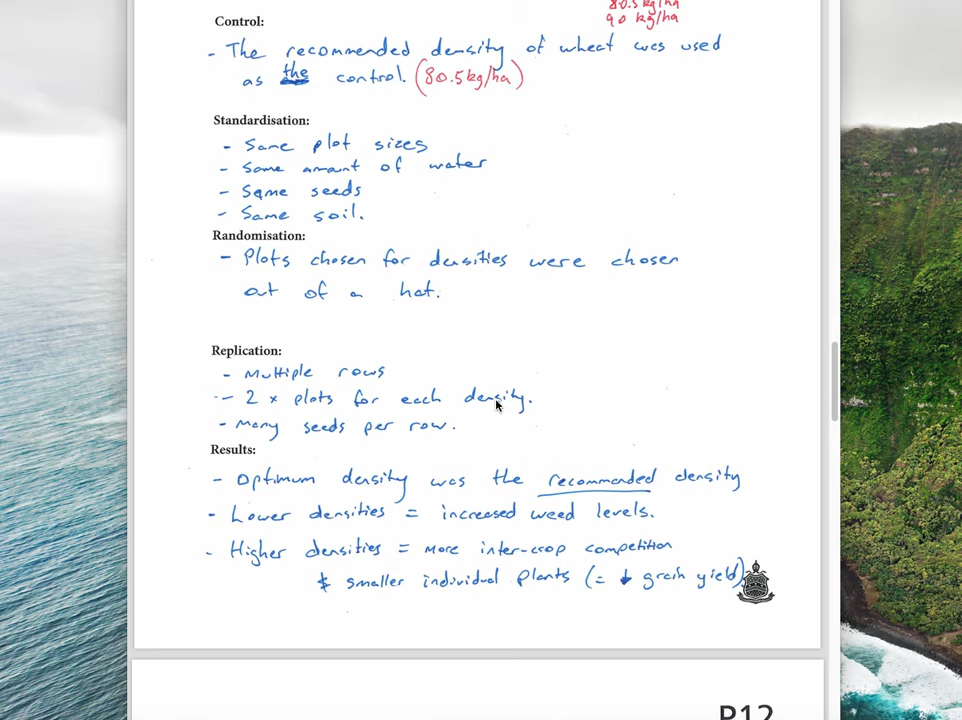 80.5 kg/ha
Control:
90 kg/ha
- The recommended density of wheat was used
as the control. (80.5kg/ha)
Standardisation:
- Same plot sizes
- Same amount of water
- Same seeds
- Same soil.
Randomisation:
- Plots chosen for densities were chosen
out of a hat.
Replication:
- Multiple rows
- 2 x plots for each density.
- Many seeds per row.
Results:
- Optimum density was the recommended density
- Lower densities = increased weed levels.
- Higher densities = more inter-crop competition
& smaller individual plants (= ↓ grain yield)
P12